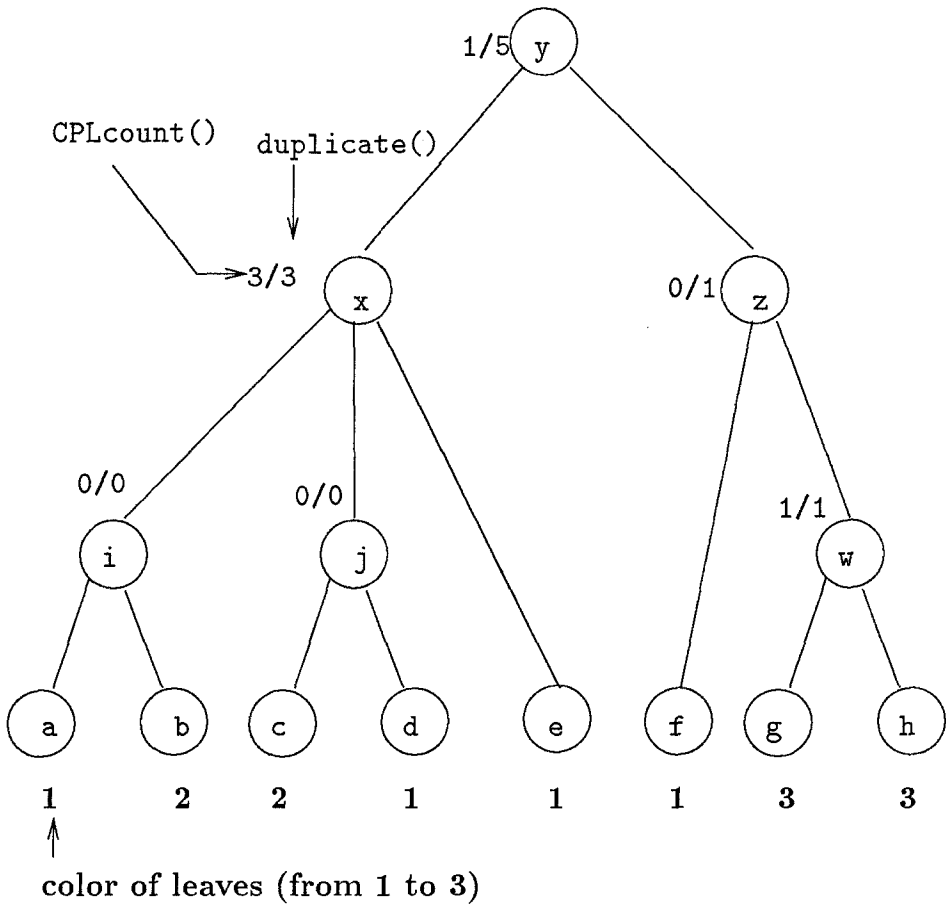 1/5 y
CPLcount()
duplicate()
3/3 x
0/1 z
0/0
0/0
1/1
i
j
w
a b c d e f g h
1 2 2 1 1 1 3 3
color of leaves (from 1 to 3)